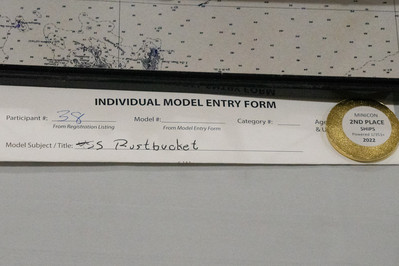 INDIVIDUAL MODEL ENTRY FORM
Participant #: 38 Model #: Category #:
From Registration Listing From Model Entry Form
Model Subject / Title: SS Rustbucket
MMICON
2ND PLACE
SHIPS
2022